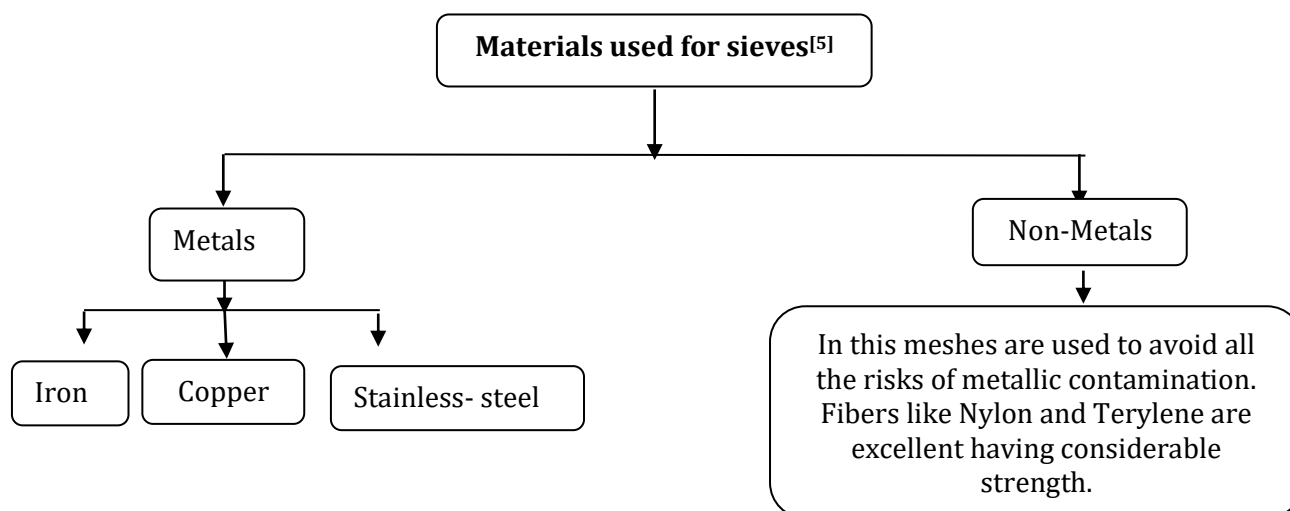 Materials used for sieves[5]
Metals
Non-Metals
Iron
Copper
Stainless- steel
In this meshes are used to avoid all
the risks of metallic contamination.
Fibers like Nylon and Terylene are
excellent having considerable
strength.